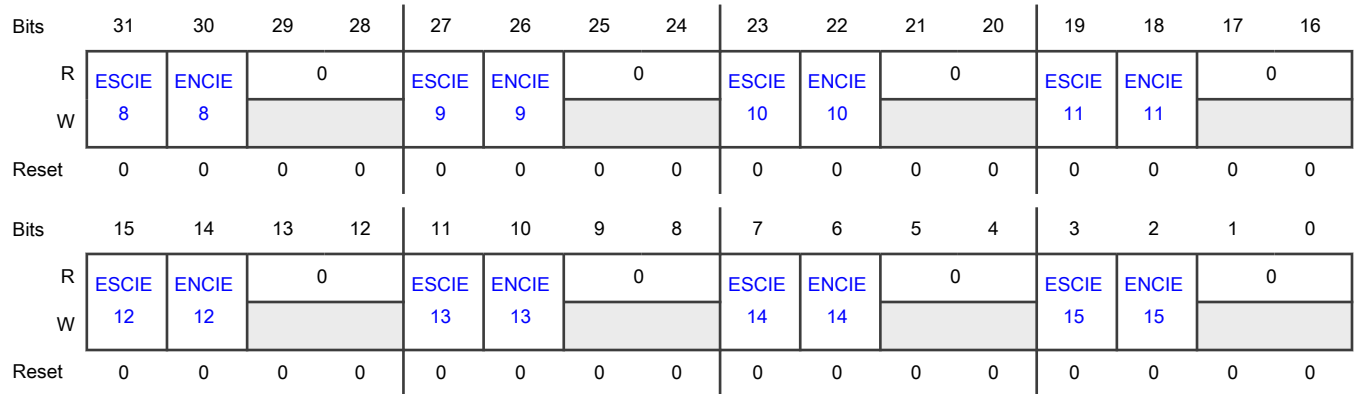 Bits 31 30 29 28 27 26 25 24 23 22 21 20 19 18 17 16
R ESCIE ENCIE 0 ESCIE ENCIE 0 ESCIE ENCIE 0 ESCIE ENCIE 0
W 8 8 9 9 10 10 11 11
Reset 0 0 0 0 0 0 0 0 0 0 0 0 0 0 0 0
Bits 15 14 13 12 11 10 9 8 7 6 5 4 3 2 1 0
R ESCIE ENCIE 0 ESCIE ENCIE 0 ESCIE ENCIE 0 ESCIE ENCIE 0
W 12 12 13 13 14 14 15 15
Reset 0 0 0 0 0 0 0 0 0 0 0 0 0 0 0 0